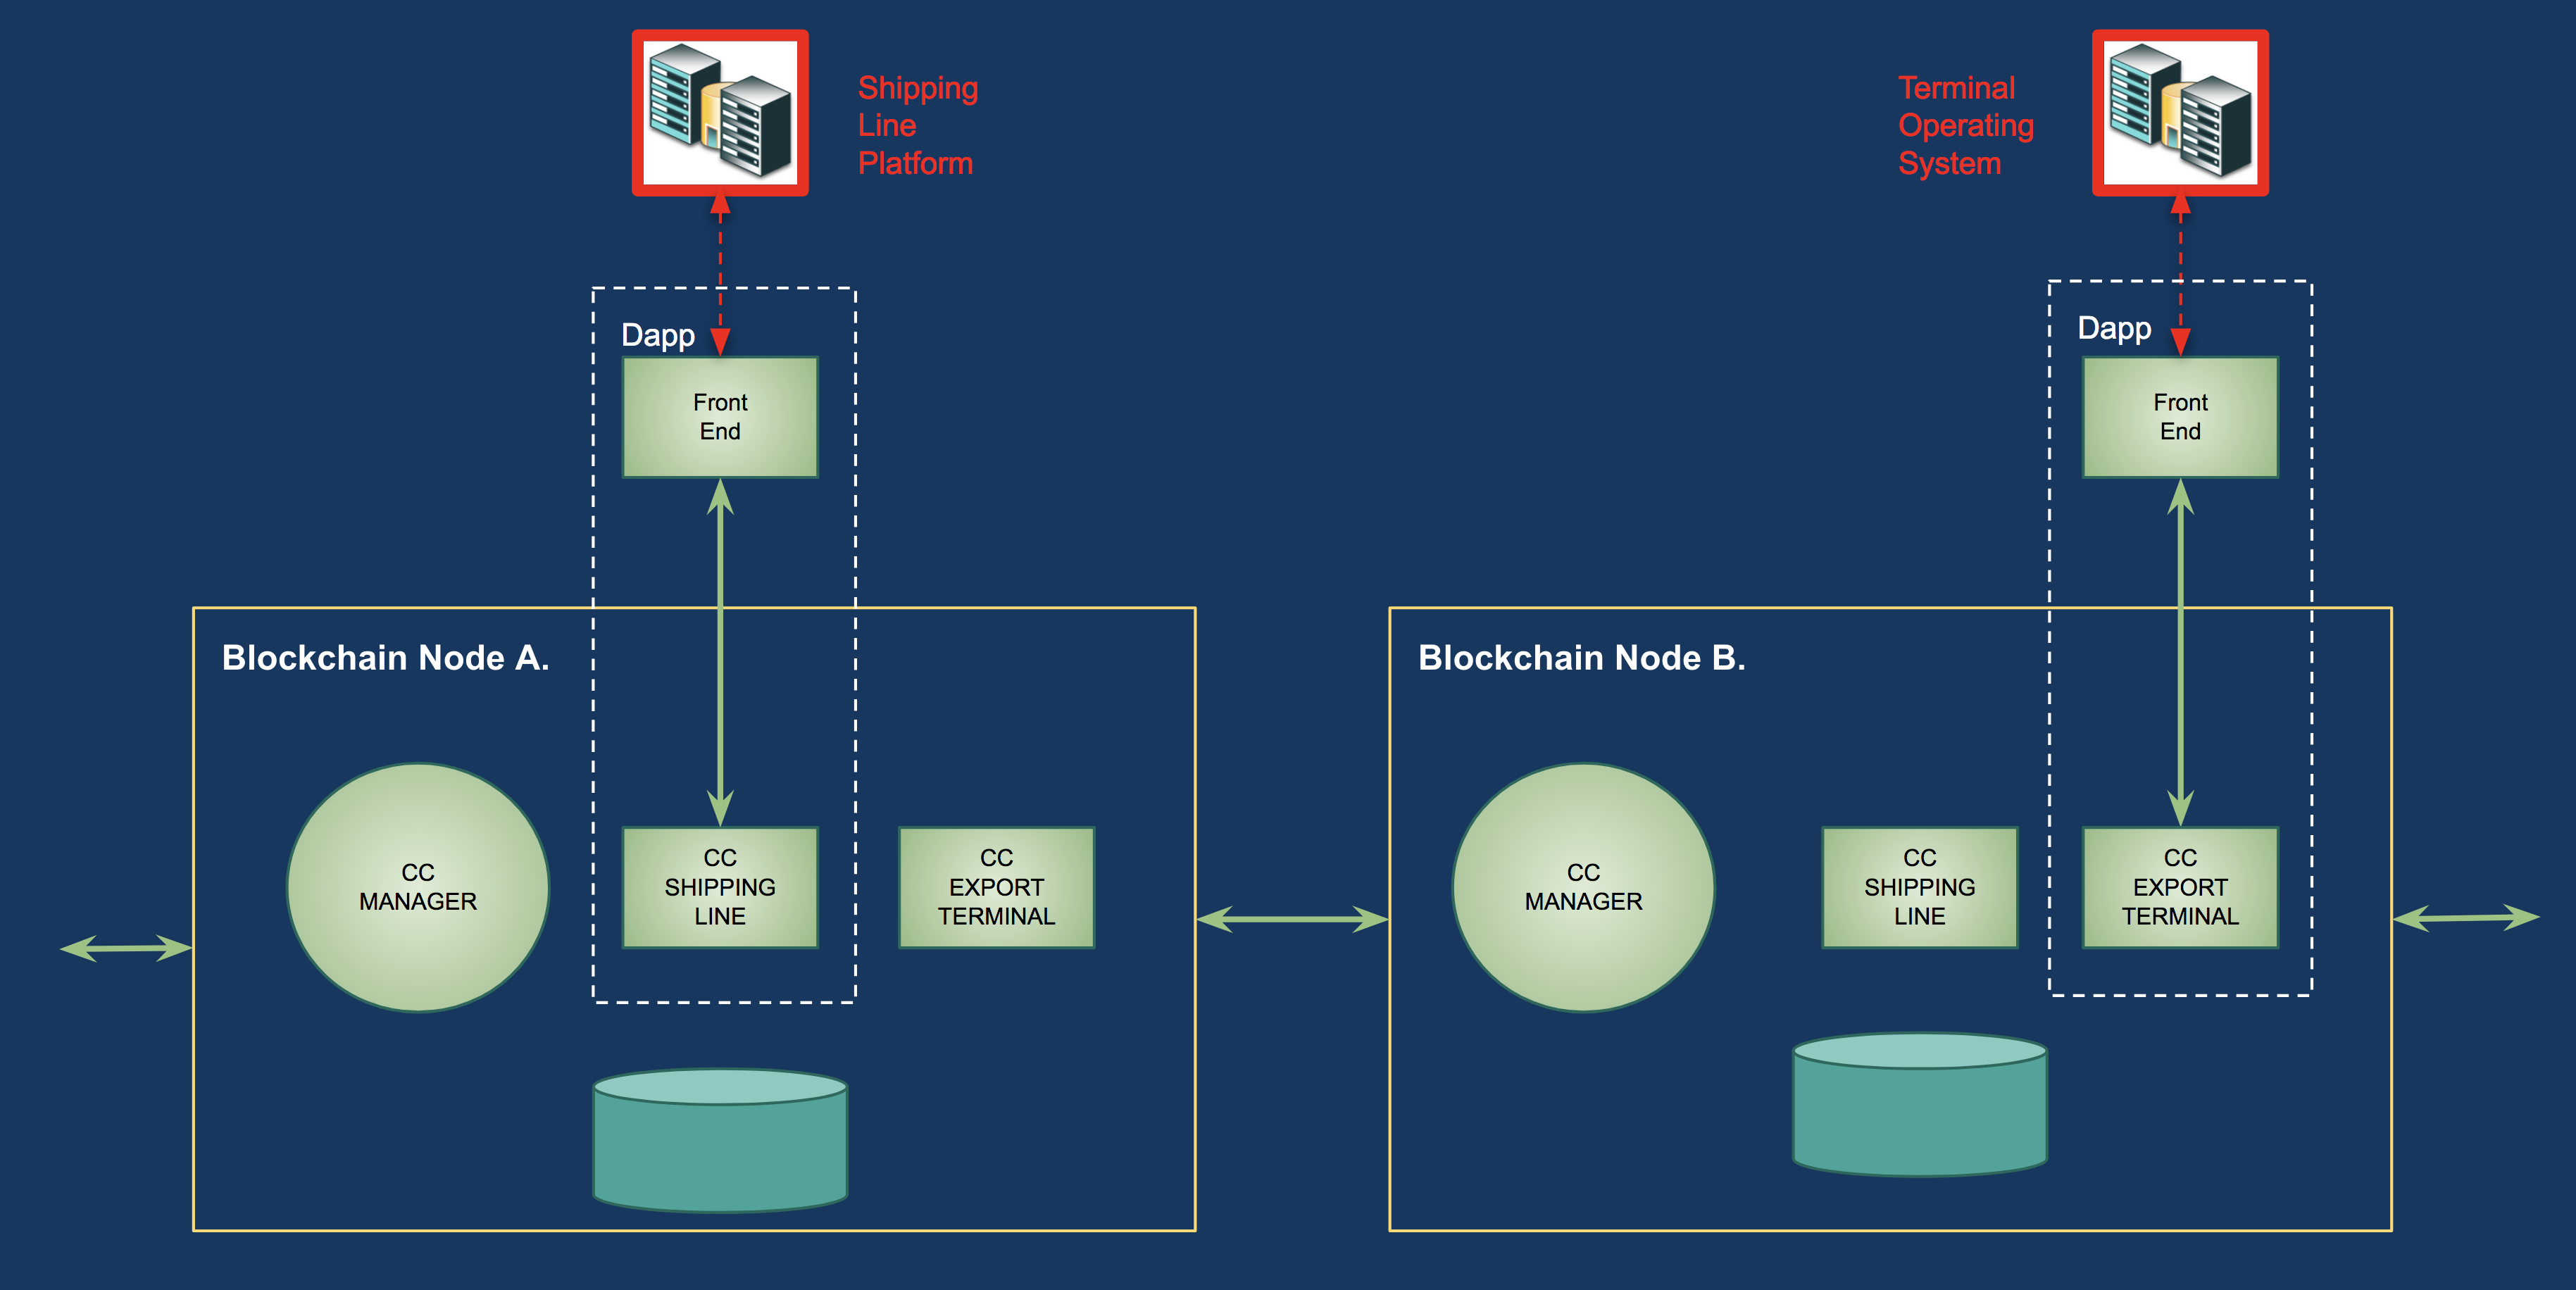 Shipping
Line
Platform
Terminal
Operating
System
Dapp
Front
End
Dapp
Front
End
Blockchain Node A.
CC
MANAGER
CC
SHIPPING
LINE
CC
EXPORT
TERMINAL
Blockchain Node B.
CC
MANAGER
CC
SHIPPING
LINE
CC
EXPORT
TERMINAL